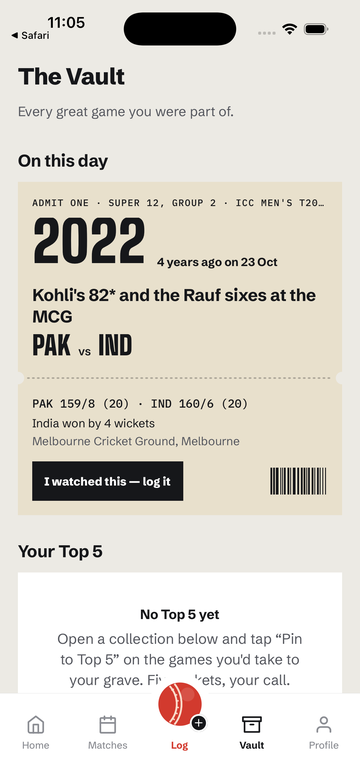 11:05
◀ Safari
The Vault
Every great game you were part of.
On this day
ADMIT ONE · SUPER 12, GROUP 2 · ICC MEN'S T20…
2022
4 years ago on 23 Oct
Kohli's 82* and the Rauf sixes at the
MCG
PAK vs IND
PAK 159/8 (20) · IND 160/6 (20)
India won by 4 wickets
Melbourne Cricket Ground, Melbourne
I watched this — log it
Your Top 5
No Top 5 yet
Open a collection below and tap “Pin
to Top 5” on the games you'd take to
your grave. kets, your call.
Home
Matches
Log
Vault
Profile